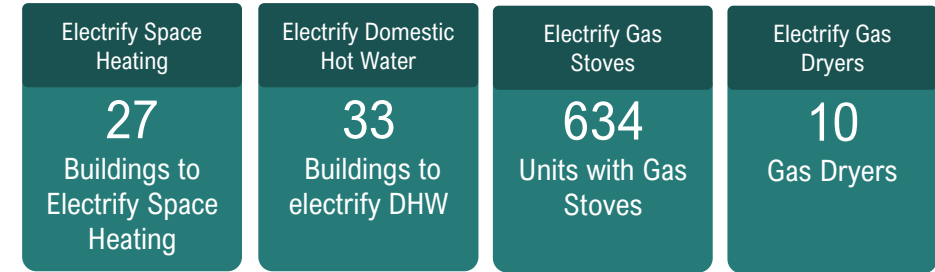 Electrify Space
Heating
27
Buildings to
Electrify Space
Heating
Electrify Domestic
Hot Water
33
Buildings to
electrify DHW
Electrify Gas
Stoves
634
Units with Gas
Stoves
Electrify Gas
Dryers
10
Gas Dryers